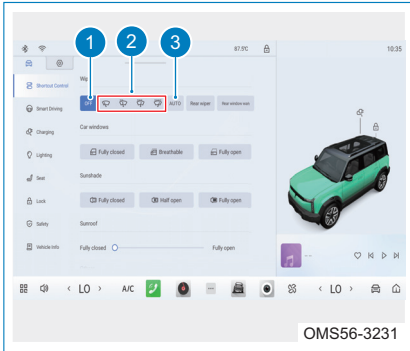 1 2 3
67.5°C 10:35
Shortcut Control
Smart Driving
Charging
Lighting
Seat
Lock
Safety
Vehicle Info
OFF AUTO Rear wiper Rear window wash
Car windows
Fully closed Breathable Fully open
Sunshade
Fully closed Half open Fully open
Sunroof
Fully closed Fully open
--
< LO > A/C < LO >
OMS56-3231